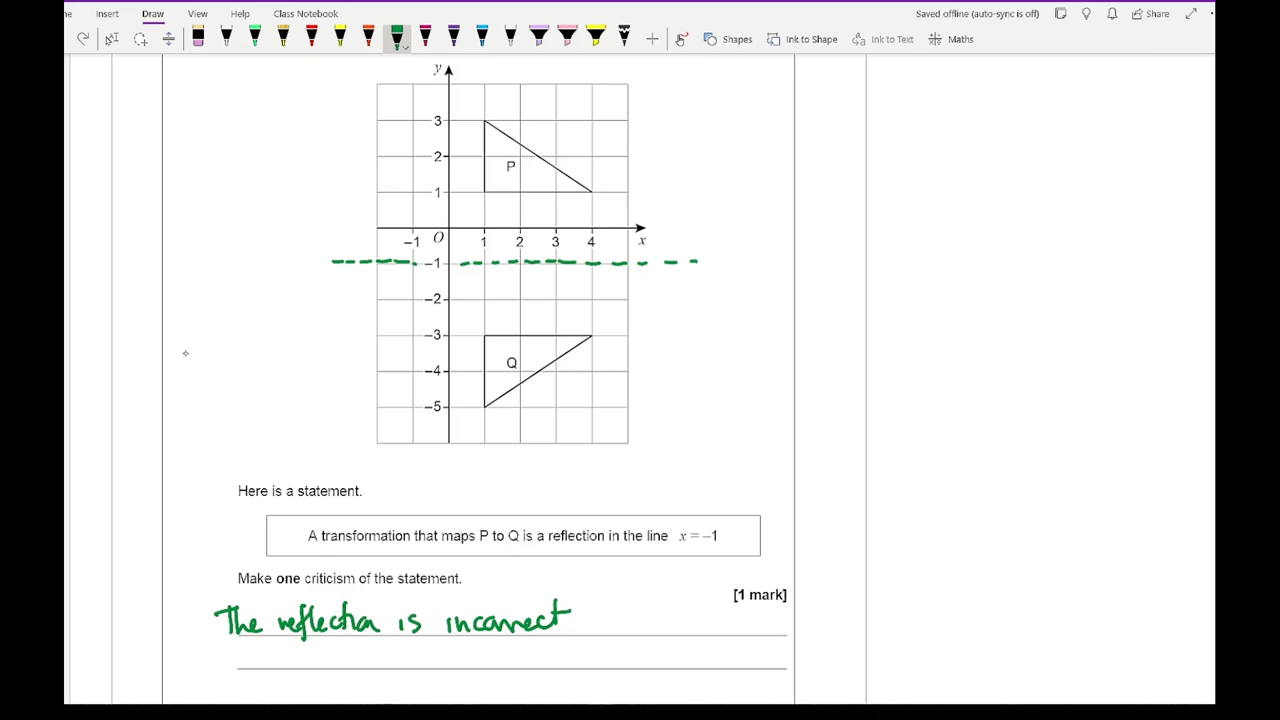 me Insert Draw View Help Class Notebook Saved offline (auto-sync is off) Share
Shapes Ink to Shape Ink to Text Maths
y
3
2
P
1
–1 O 1 2 3 4 x
–1
–2
–3
Q
–4
–5
Here is a statement.
A transformation that maps P to Q is a reflection in the line x = –1
Make one criticism of the statement.
[1 mark]
The reflection is incorrect